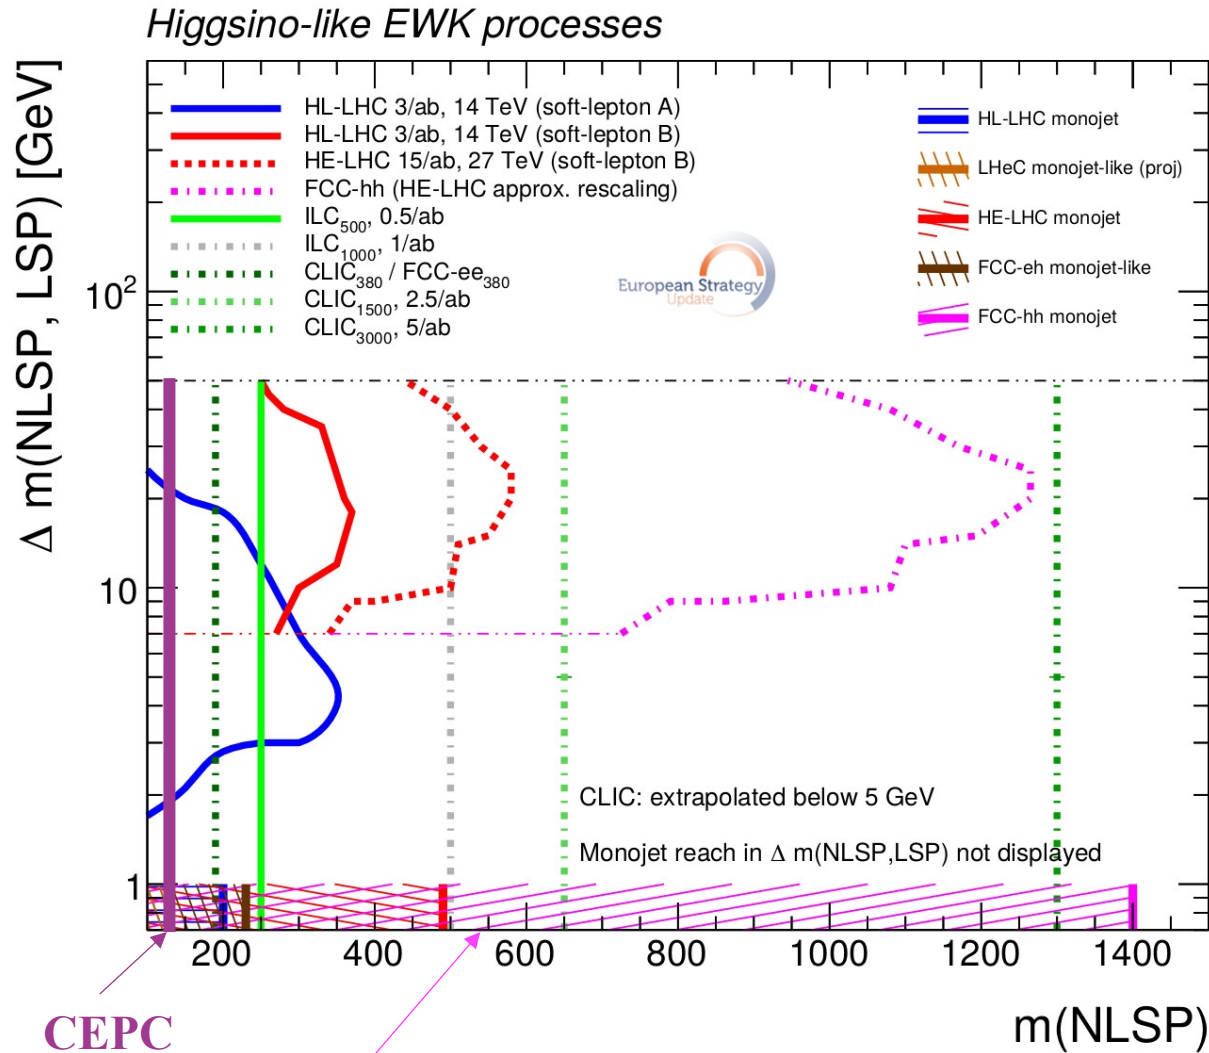 Higgsino-like EWK processes
Δ m(NLSP, LSP) [GeV]
HL-LHC 3/ab, 14 TeV (soft-lepton A)
HL-LHC 3/ab, 14 TeV (soft-lepton B)
HE-LHC 15/ab, 27 TeV (soft-lepton B)
FCC-hh (HE-LHC approx. rescaling)
ILC500, 0.5/ab
ILC1000, 1/ab
CLIC380 / FCC-ee380
CLIC1500, 2.5/ab
CLIC3000, 5/ab
HL-LHC monojet
LHeC monojet-like (proj)
HE-LHC monojet
FCC-eh monojet-like
FCC-hh monojet
European Strategy
Update
10²
10
1
CLIC: extrapolated below 5 GeV
Monojet reach in Δ m(NLSP,LSP) not displayed
200 400 600 800 1000 1200 1400
m(NLSP)
CEPC